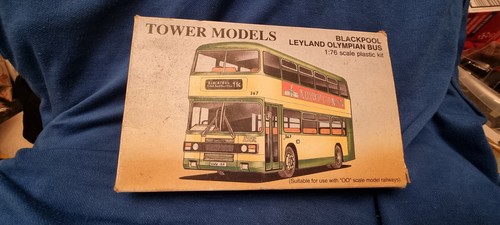 TOWER MODELS
BLACKPOOL
LEYLAND OLYMPIAN BUS
1:76 scale plastic kit
147
(Suitable for use with "OO" scale model railways)